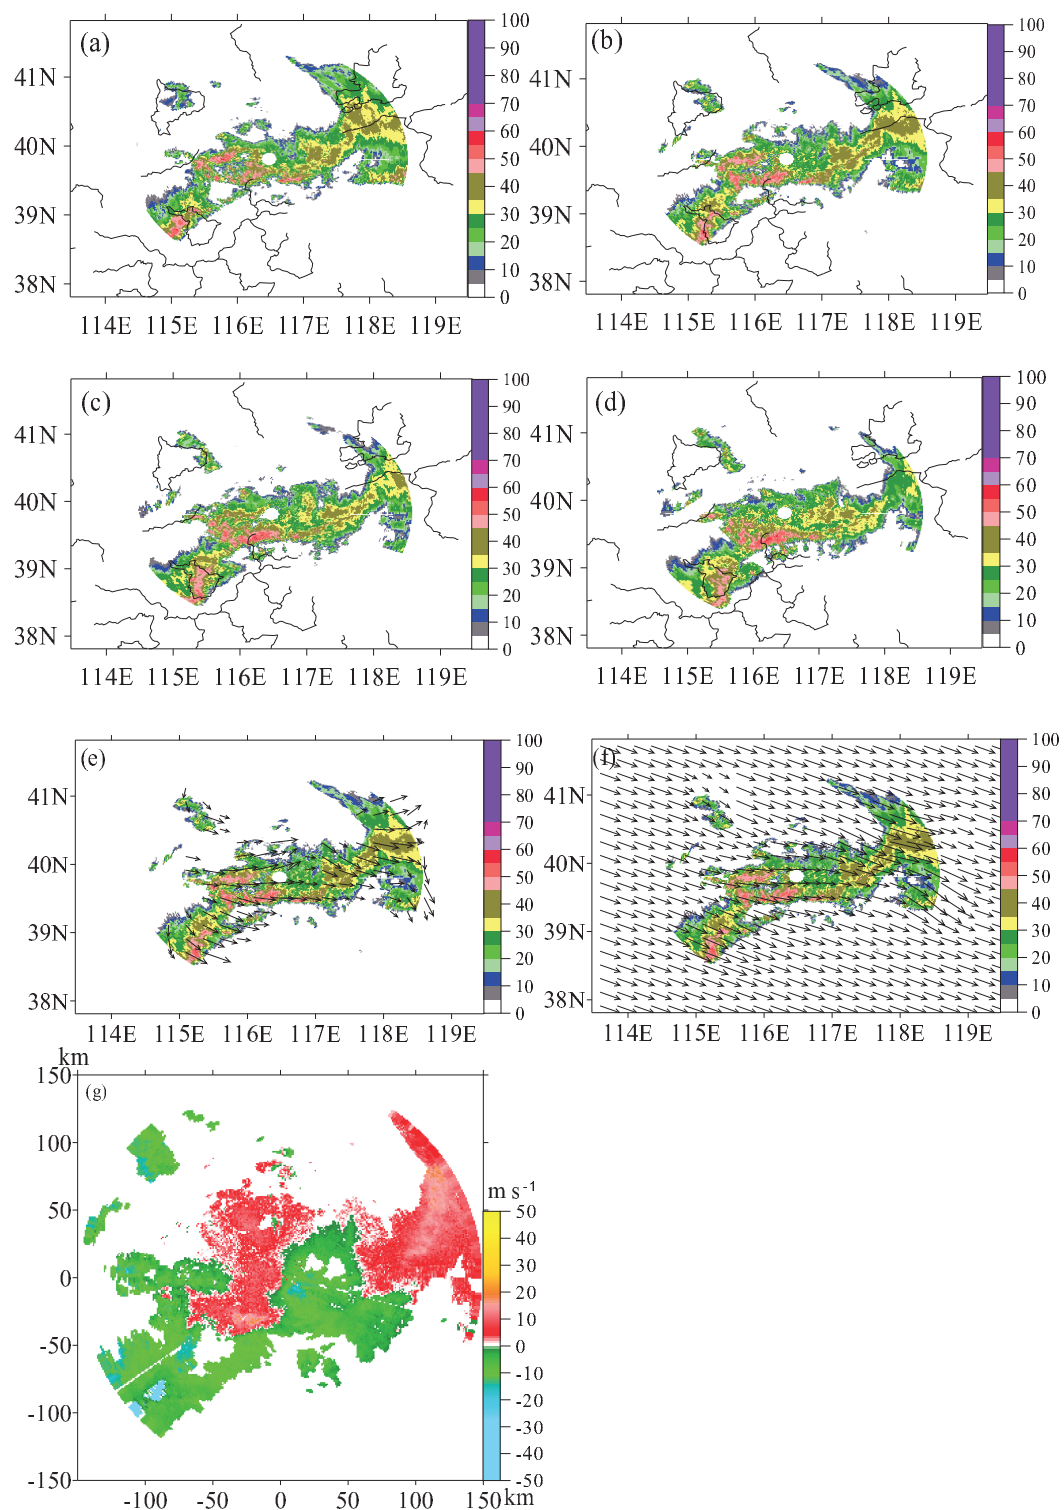 (a)
41N
40N
39N
38N
114E 115E 116E 117E 118E 119E
100
90
80
70
60
50
40
30
20
10
0
(b)
41N
40N
39N
38N
114E 115E 116E 117E 118E 119E
100
90
80
70
60
50
40
30
20
10
0
(c)
41N
40N
39N
38N
114E 115E 116E 117E 118E 119E
100
90
80
70
60
50
40
30
20
10
0
(d)
41N
40N
39N
38N
114E 115E 116E 117E 118E 119E
100
90
80
70
60
50
40
30
20
10
0
(e)
41N
40N
39N
38N
114E 115E 116E 117E 118E 119E
100
90
80
70
60
50
40
30
20
10
0
(f)
41N
40N
39N
38N
114E 115E 116E 117E 118E 119E
100
90
80
70
60
50
40
30
20
10
0
km
(g)
150
100
50
0
-50
-100
-150
-100 -50 0 50 100 150 km
m s⁻¹
50
40
30
20
10
0
-10
-20
-30
-40
-50